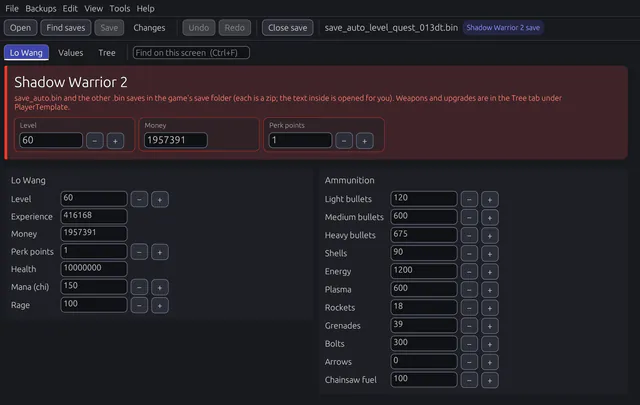 File Backups Edit View Tools Help
Open Find saves Save Changes Undo Redo Close save save_auto_level_quest_013dt.bin Shadow Warrior 2 save
Lo Wang Values Tree Find on this screen (Ctrl+F)
Shadow Warrior 2
save_auto.bin and the other .bin saves in the game's save folder (each is a zip; the text inside is opened for you). Weapons and upgrades are in the Tree tab under
PlayerTemplate.
Level Money Perk points
60 − + 1957391 1 − +
Lo Wang
Level 60 − +
Experience 416168
Money 1957391
Perk points 1 − +
Health 10000000
Mana (chi) 150 − +
Rage 100 − +
Ammunition
Light bullets 120 − +
Medium bullets 600 − +
Heavy bullets 675 − +
Shells 90 − +
Energy 1200 − +
Plasma 600 − +
Rockets 18 − +
Grenades 39 − +
Bolts 300 − +
Arrows 0 − +
Chainsaw fuel 100 − +